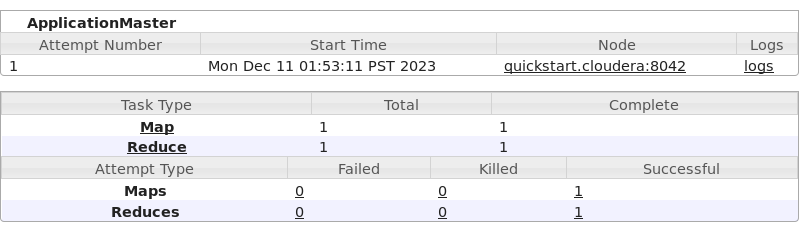 ApplicationMaster
Attempt Number Start Time Node Logs
1 Mon Dec 11 01:53:11 PST 2023 quickstart.cloudera:8042 logs
Task Type Total Complete
Map 1 1
Reduce 1 1
Attempt Type Failed Killed Successful
Maps 0 0 1
Reduces 0 0 1